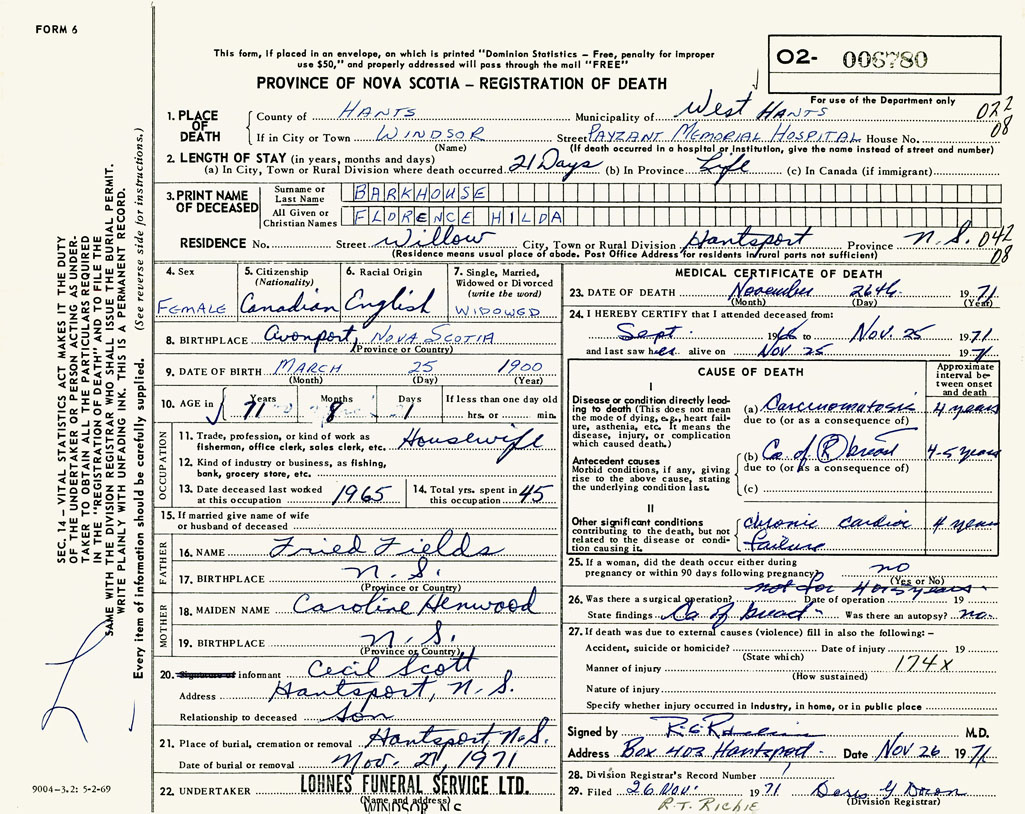 FORM 6
This form, if placed in an envelope, on which is printed "Dominion Statistics – Free, penalty for improper
use $50," and properly addressed will pass through the mail "FREE"
O2- 006780
For use of the Department only
PROVINCE OF NOVA SCOTIA – REGISTRATION OF DEATH
1. PLACE OF DEATH
County of HANTS Municipality of West HANTS 022
If in City or Town WINDSOR Street PAYZANT MEMORIAL HOSPITAL House No. 08
(Name) (If death occurred in a hospital or institution, give the name instead of street and number)
2. LENGTH OF STAY (in years, months and days)
(a) In City, Town or Rural Division where death occurred 21 Days (b) In Province Life (c) In Canada (if immigrant)
3. PRINT NAME OF DECEASED
Surname or Last Name BARKHOUSE
All Given or Christian Names FLORENCE HILDA
RESIDENCE No. Street Willow City, Town or Rural Division Hantsport Province N.S. 042
(Residence means usual place of abode. Post Office Address for residents in rural parts not sufficient) 08
4. Sex FEMALE
5. Citizenship (Nationality) Canadian
6. Racial Origin English
7. Single, Married, Widowed or Divorced (write the word) WIDOWED
8. BIRTHPLACE Avonport, NOVA SCOTIA
(Province or Country)
9. DATE OF BIRTH MARCH 25 1900
(Month) (Day) (Year)
10. AGE in Years 71 Months 8 Days 1 If less than one day old
hrs. or min.
OCCUPATION
11. Trade, profession, or kind of work as fisherman, office clerk, sales clerk, etc. Housewife
12. Kind of industry or business, as fishing, bank, grocery store, etc.
13. Date deceased last worked at this occupation 1965
14. Total yrs. spent in this occupation 45
15. If married give name of wife or husband of deceased
FATHER
16. NAME Fried Fields
17. BIRTHPLACE N.S.
(Province or Country)
MOTHER
18. MAIDEN NAME Caroline Henwood
19. BIRTHPLACE N.S.
(Province or Country)
20. Signature of informant Cecil Scott
Address Hantsport, N.S.
Relationship to deceased Son
21. Place of burial, cremation or removal Hantsport, N.S.
Date of burial or removal Nov. 27, 1971
22. UNDERTAKER LOHNES FUNERAL SERVICE LTD.
(Name and address)
WINDSOR, N.S.
MEDICAL CERTIFICATE OF DEATH
23. DATE OF DEATH November 26th 1971
(Month) (Day) (Year)
24. I HEREBY CERTIFY that I attended deceased from:
Sept. 1966 to Nov. 25 1971
and last saw her alive on Nov. 25 1971
CAUSE OF DEATH
Approximate interval between onset and death
I
Disease or condition directly leading to death (This does not mean the mode of dying, e.g., heart failure, asthenia, etc. It means the disease, injury, or complication which caused death.)
(a) Carcinomatosis 4 years
due to (or as a consequence of)
Antecedent causes
Morbid conditions, if any, giving rise to the above cause, stating the underlying condition last.
(b) Ca. of (R) breast 4-5 years
due to (or as a consequence of)
(c)
II
Other significant conditions contributing to the death, but not related to the disease or condition causing it.
chronic cardiac failure 4 years
25. If a woman, did the death occur either during pregnancy or within 90 days following pregnancy? no
(Yes or No)
not for 4 or 5 years
26. Was there a surgical operation? Date of operation 19
State findings Ca of breast Was there an autopsy? no.
27. If death was due to external causes (violence) fill in also the following: –
Accident, suicide or homicide? Date of injury 19
(State which)
Manner of injury 174x
(How sustained)
Nature of injury
Specify whether injury occurred in industry, in home, or in public place
Signed by M.D.
Address Box 403 Hantsport Date Nov 26 1971
28. Division Registrar's Record Number
29. Filed 26 Nov. 1971 Doris Y
(Division Registrar)
R.T. RICHIE
SEC. 14 – VITAL STATISTICS ACT MAKES IT THE DUTY
OF THE UNDERTAKER OR PERSON ACTING AS UNDERTAKER
TO OBTAIN ALL THE PARTICULARS REQUIRED
IN THE "REGISTRATION OF DEATH" AND TO FILE THE
SAME WITH THE DIVISION REGISTRAR WHO SHALL ISSUE THE BURIAL PERMIT.
WRITE PLAINLY WITH UNFADING INK. THIS IS A PERMANENT RECORD.
Every item of information should be carefully supplied. (See reverse side for instructions.)
9004-3.2: 5-2-69